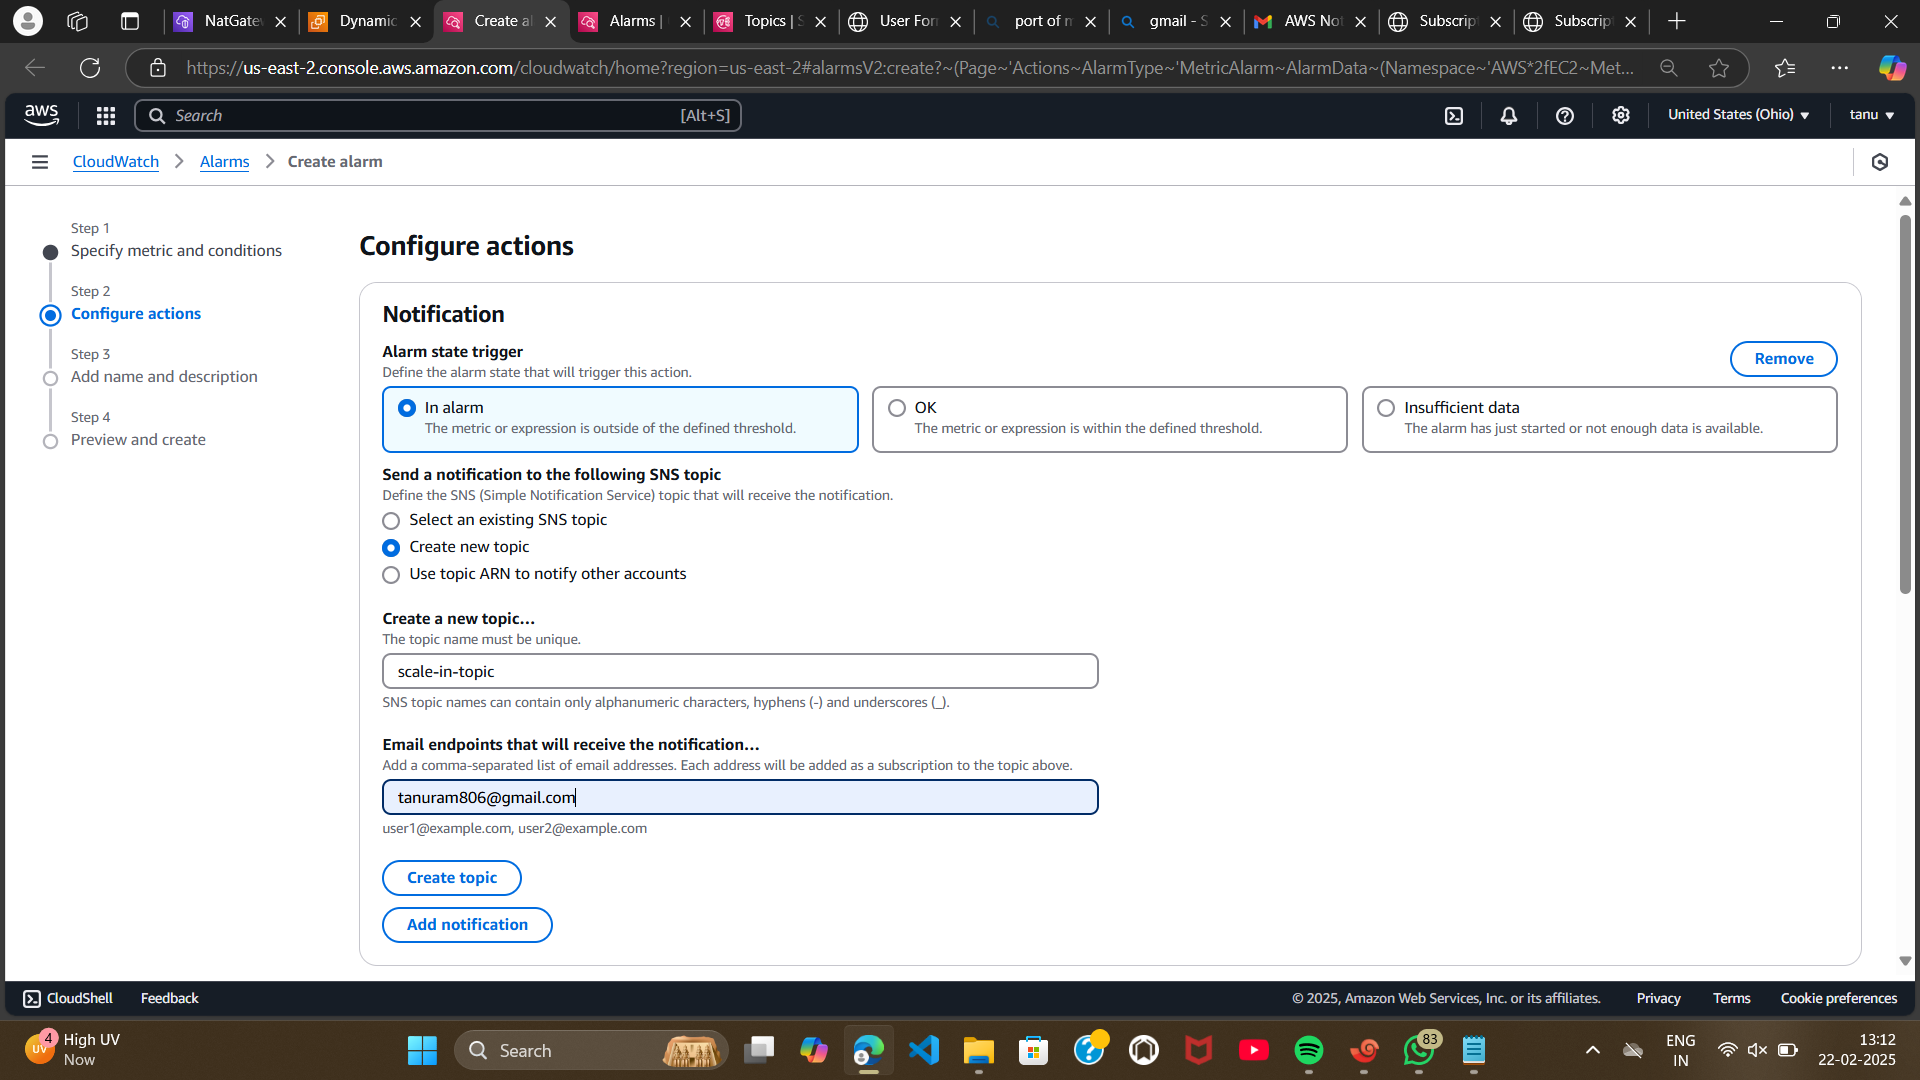 NatGatew
Dynamic
Create al
Alarms |
Topics | S
User Forr
port of m
gmail - S
AWS Not
Subscrip
Subscrip
https://us-east-2.console.aws.amazon.com/cloudwatch/home?region=us-east-2#alarmsV2:create?~(Page~'Actions~AlarmType~'MetricAlarm~AlarmData~(Namespace~'AWS*2fEC2~Met...
aws
Search
[Alt+S]
United States (Ohio)
tanu
CloudWatch
Alarms
Create alarm
Step 1
Specify metric and conditions
Step 2
Configure actions
Step 3
Add name and description
Step 4
Preview and create
Configure actions
Notification
Alarm state trigger
Define the alarm state that will trigger this action.
Remove
In alarm
The metric or expression is outside of the defined threshold.
OK
The metric or expression is within the defined threshold.
Insufficient data
The alarm has just started or not enough data is available.
Send a notification to the following SNS topic
Define the SNS (Simple Notification Service) topic that will receive the notification.
Select an existing SNS topic
Create new topic
Use topic ARN to notify other accounts
Create a new topic…
The topic name must be unique.
scale-in-topic
SNS topic names can contain only alphanumeric characters, hyphens (-) and underscores (_).
Email endpoints that will receive the notification…
Add a comma-separated list of email addresses. Each address will be added as a subscription to the topic above.
tanuram806@gmail.com
user1@example.com, user2@example.com
Create topic
Add notification
CloudShell
Feedback
© 2025, Amazon Web Services, Inc. or its affiliates.
Privacy
Terms
Cookie preferences
4
UV
High UV
Now
Search
83
ENG
IN
13:12
22-02-2025